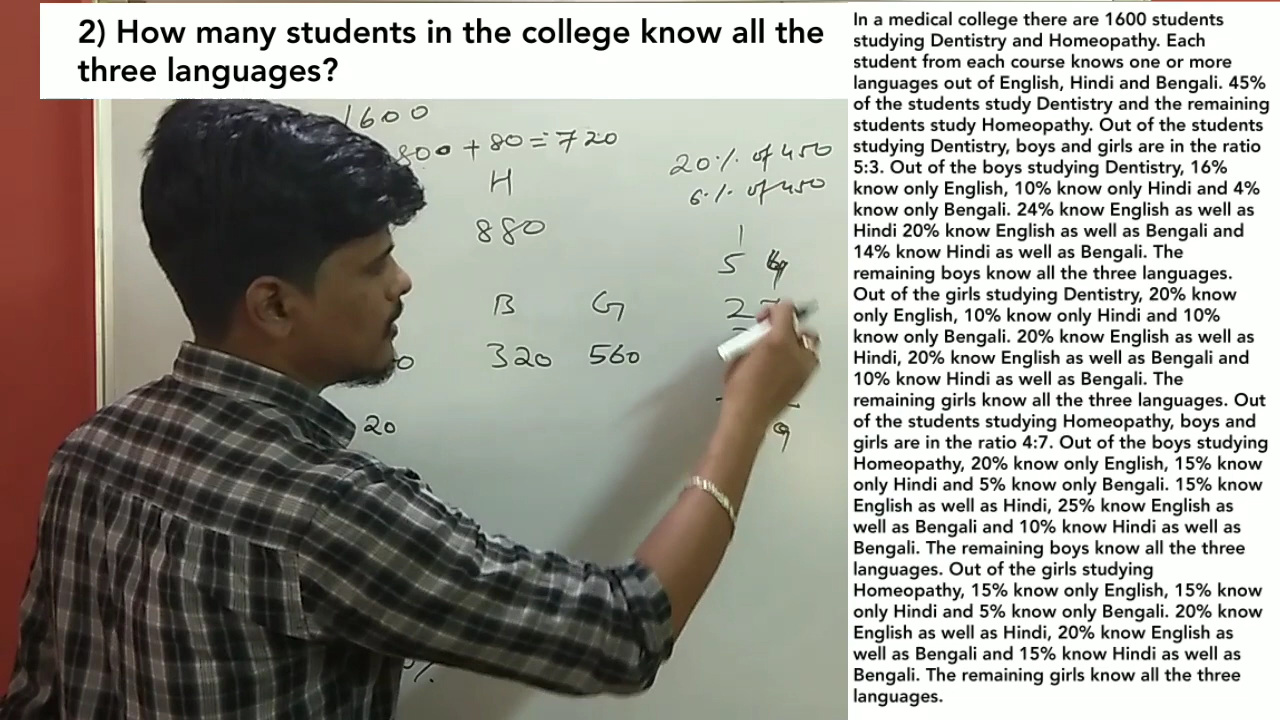 2) How many students in the college know all the
three languages?
1600
800 + 80 = 720
H
880
B G
320 560
20
20% of 450
6% of 450
1
5
2
9
%.
In a medical college there are 1600 students
studying Dentistry and Homeopathy. Each
student from each course knows one or more
languages out of English, Hindi and Bengali. 45%
of the students study Dentistry and the remaining
students study Homeopathy. Out of the students
studying Dentistry, boys and girls are in the ratio
5:3. Out of the boys studying Dentistry, 16%
know only English, 10% know only Hindi and 4%
know only Bengali. 24% know English as well as
Hindi 20% know English as well as Bengali and
14% know Hindi as well as Bengali. The
remaining boys know all the three languages.
Out of the girls studying Dentistry, 20% know
only English, 10% know only Hindi and 10%
know only Bengali. 20% know English as well as
Hindi, 20% know English as well as Bengali and
10% know Hindi as well as Bengali. The
remaining girls know all the three languages. Out
of the students studying Homeopathy, boys and
girls are in the ratio 4:7. Out of the boys studying
Homeopathy, 20% know only English, 15% know
only Hindi and 5% know only Bengali. 15% know
English as well as Hindi, 25% know English as
well as Bengali and 10% know Hindi as well as
Bengali. The remaining boys know all the three
languages. Out of the girls studying
Homeopathy, 15% know only English, 15% know
only Hindi and 5% know only Bengali. 20% know
English as well as Hindi, 20% know English as
well as Bengali and 15% know Hindi as well as
Bengali. The remaining girls know all the three
languages.